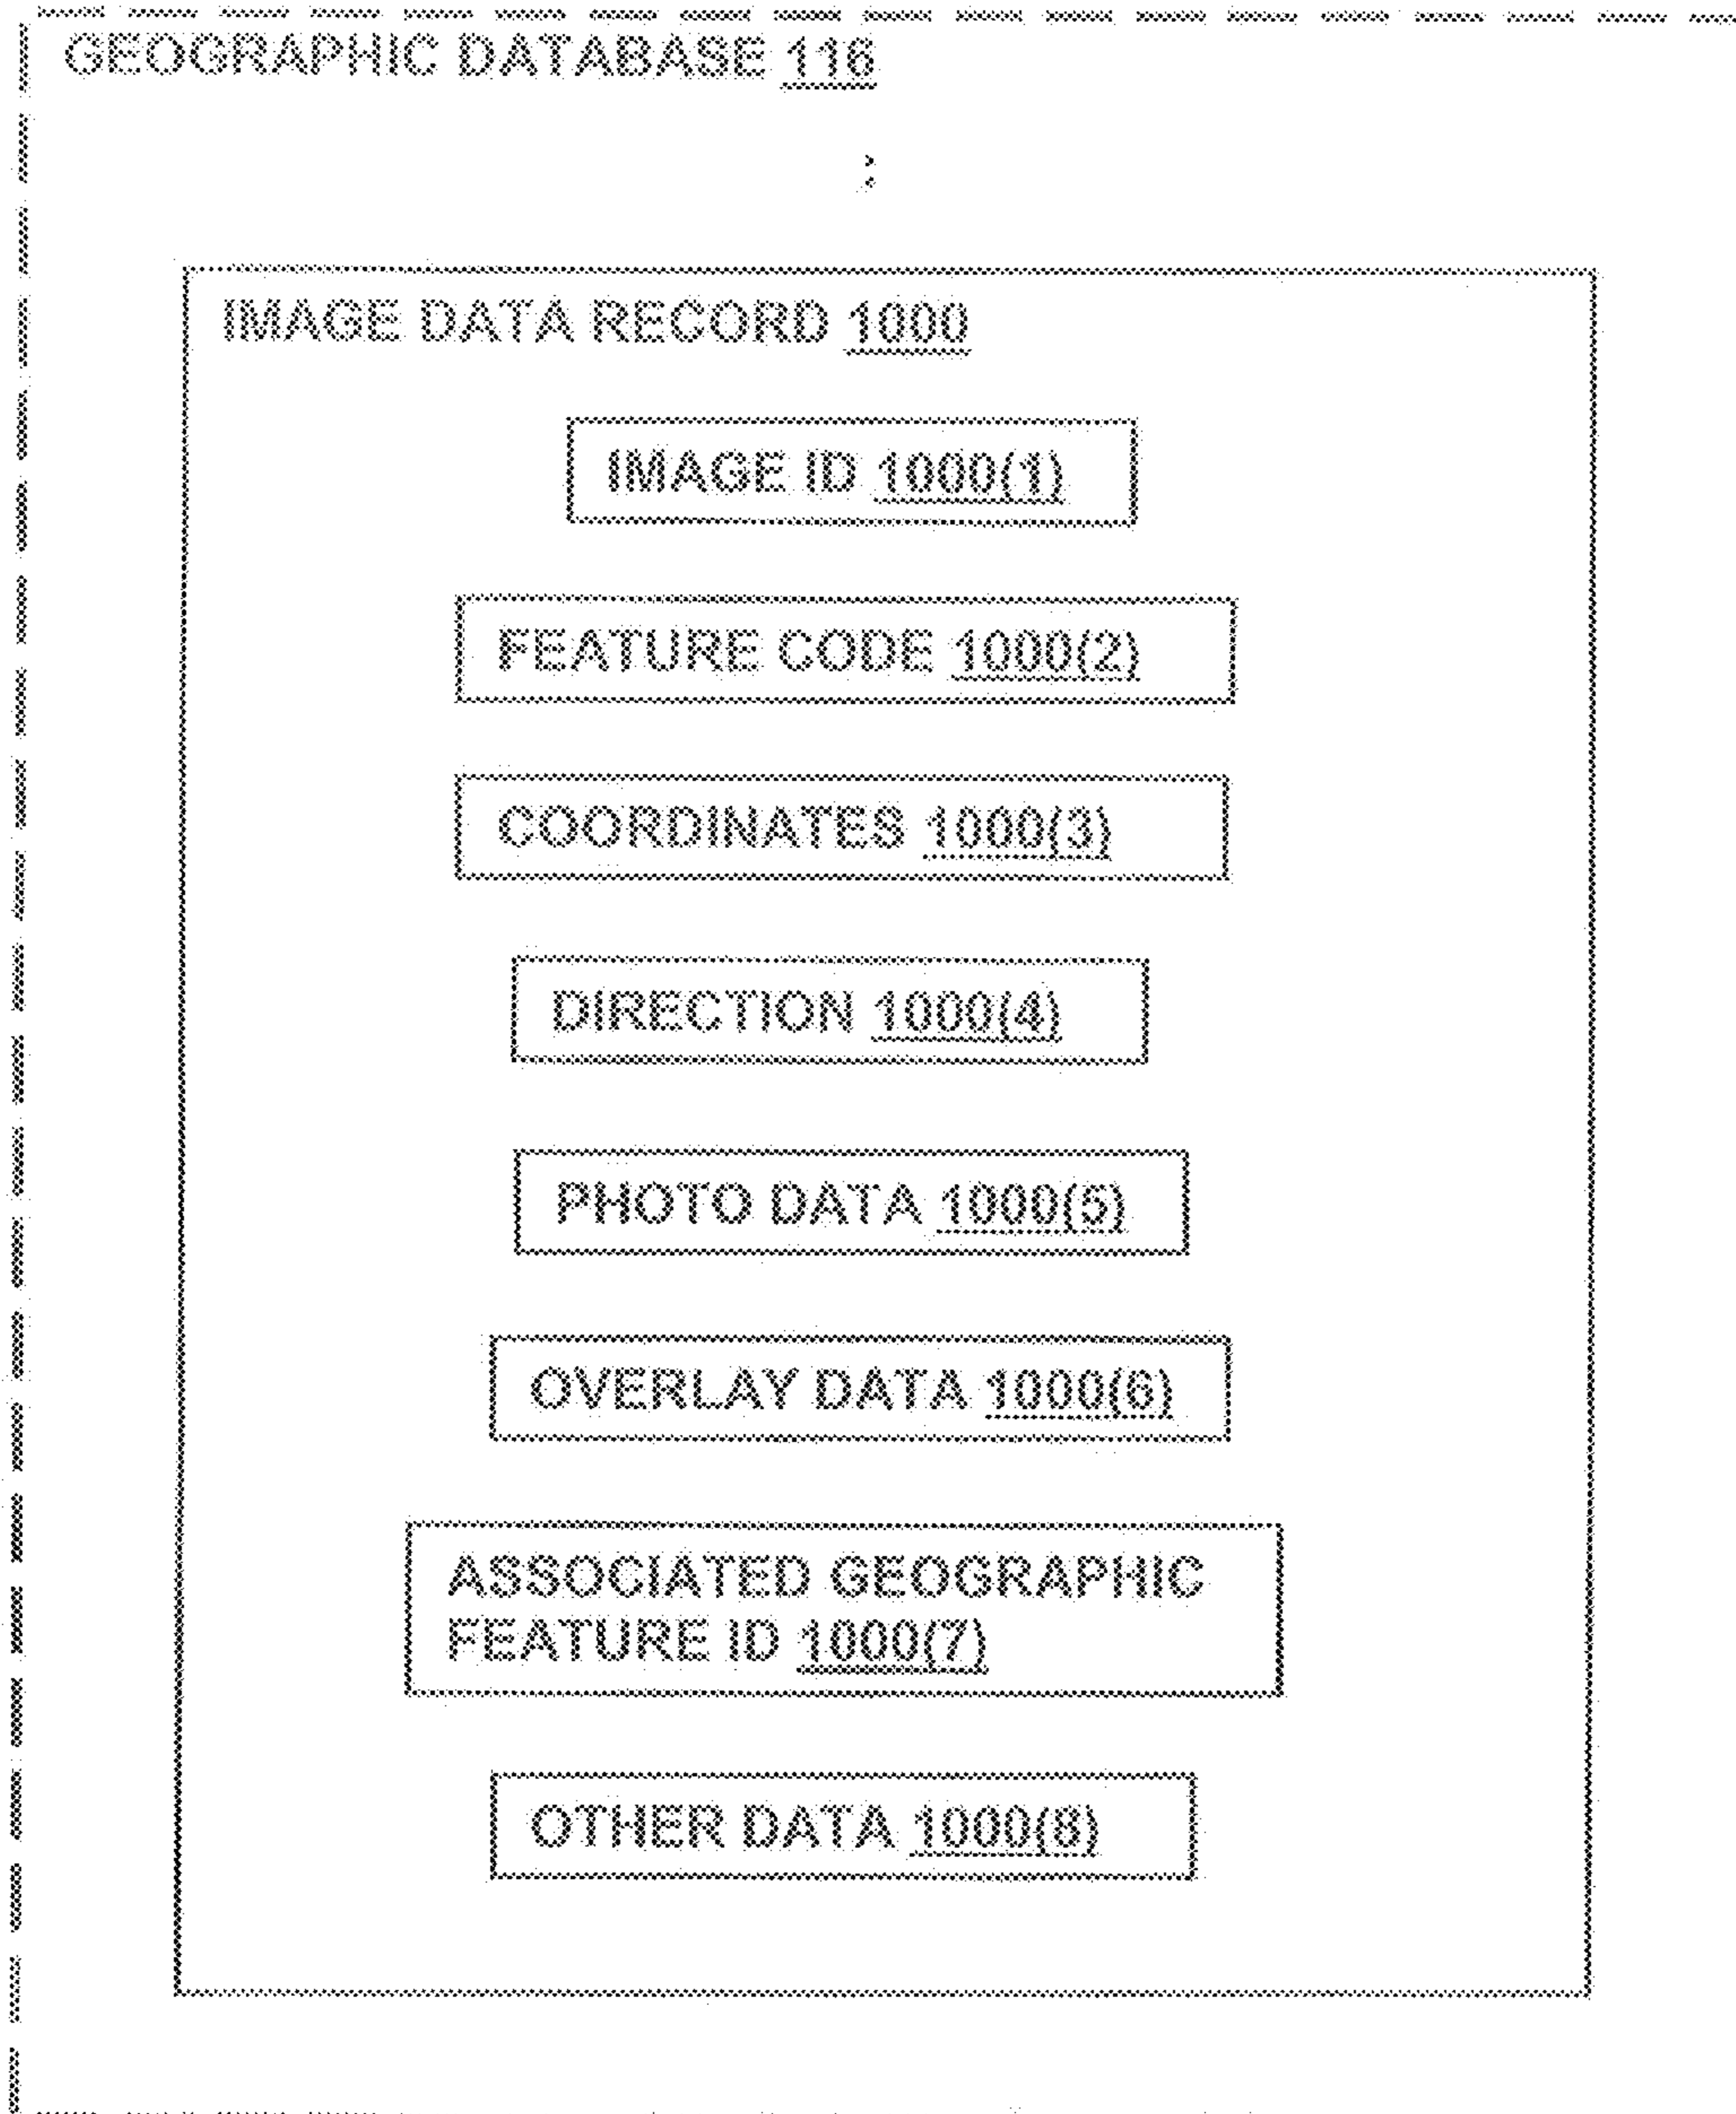 GEOGRAPHIC DATABASE 116
:
IMAGE DATA RECORD 1000
IMAGE ID 1000(1)
FEATURE CODE 1000(2)
COORDINATES 1000(3)
DIRECTION 1000(4)
PHOTO DATA 1000(5)
OVERLAY DATA 1000(6)
ASSOCIATED GEOGRAPHIC
FEATURE ID 1000(7)
OTHER DATA 1000(8)